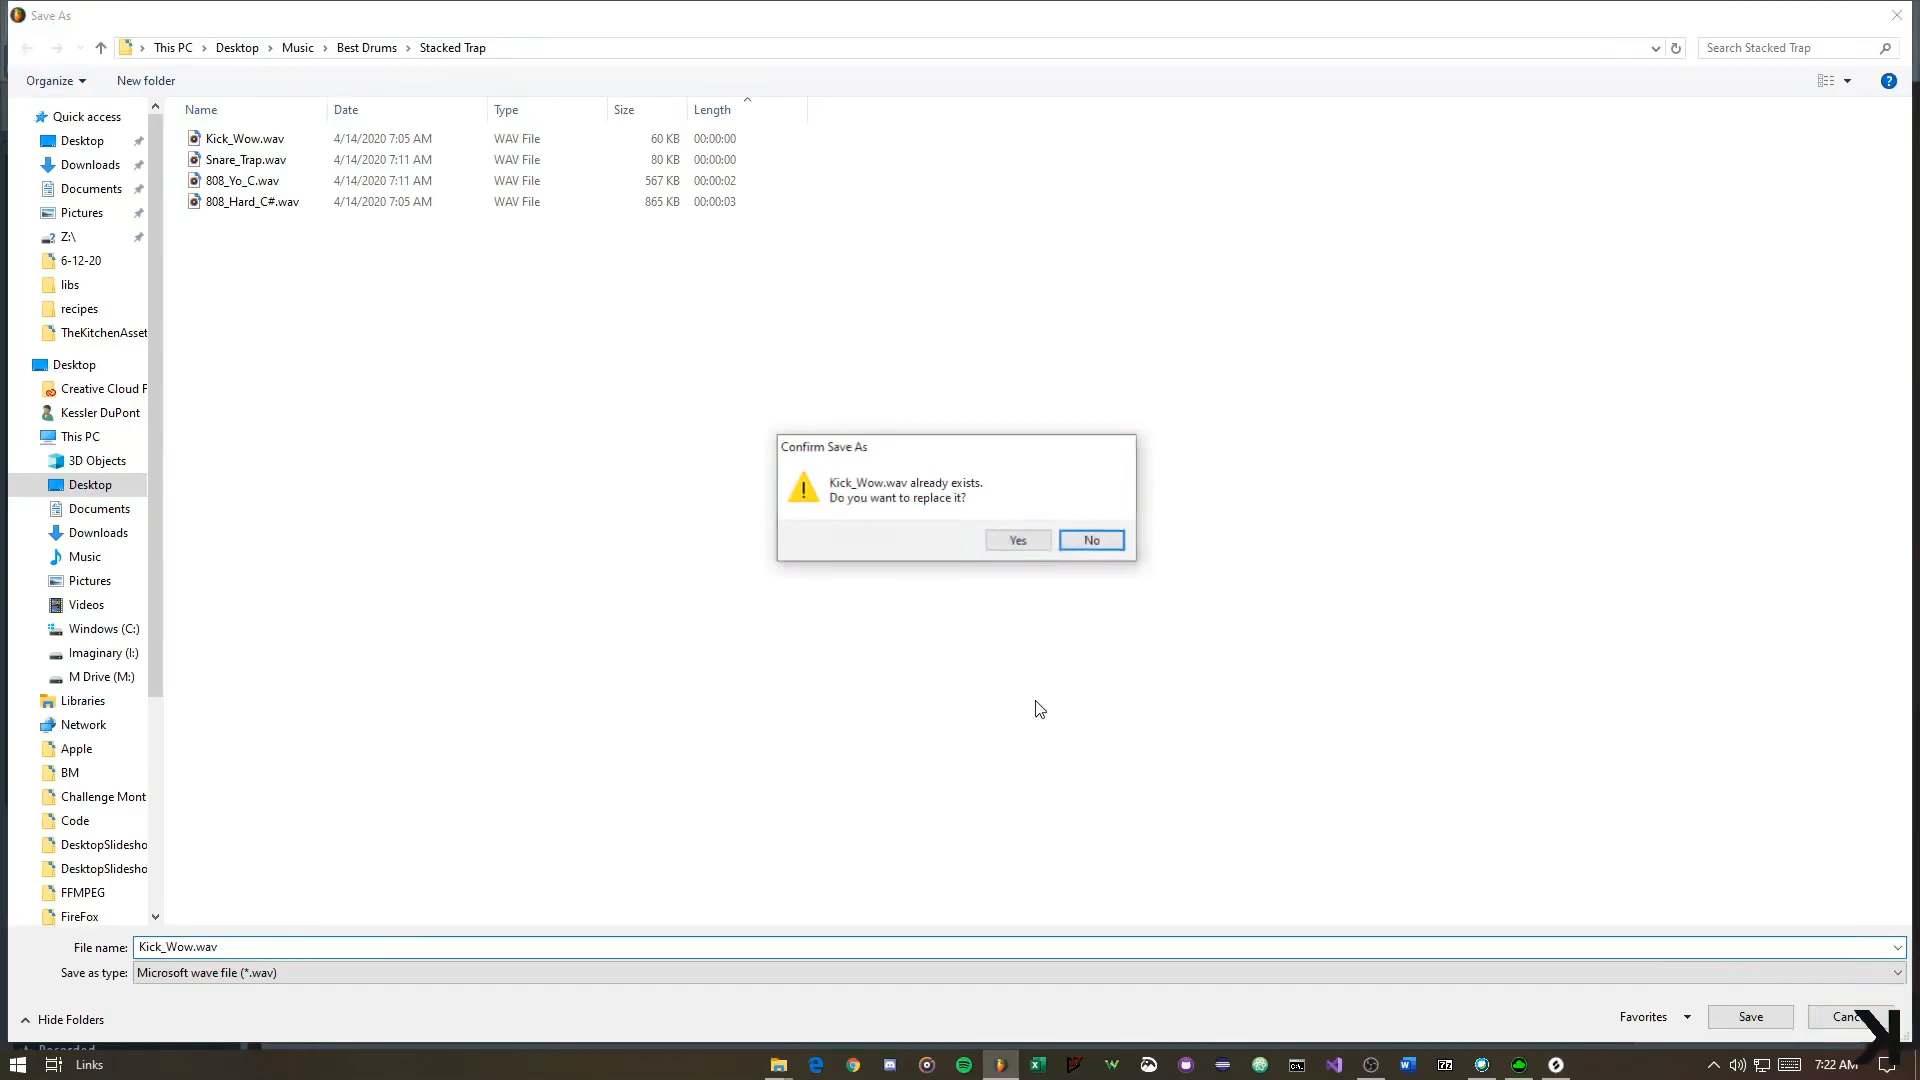 Save As
This PC > Desktop > Music > Best Drums > Stacked Trap
Search Stacked Trap
Organize
New folder
Name Date Type Size Length
Kick_Wow.wav 4/14/2020 7:05 AM WAV File 60 KB 00:00:00
Snare_Trap.wav 4/14/2020 7:11 AM WAV File 80 KB 00:00:00
808_Yo_C.wav 4/14/2020 7:11 AM WAV File 567 KB 00:00:02
808_Hard_C#.wav 4/14/2020 7:05 AM WAV File 865 KB 00:00:03
Quick access
Desktop
Downloads
Documents
Pictures
Z:\
6-12-20
libs
recipes
TheKitchenAsset
Desktop
Creative Cloud F
Kessler DuPont
This PC
3D Objects
Desktop
Documents
Downloads
Music
Pictures
Videos
Windows (C:)
Imaginary (I:)
M Drive (M:)
Libraries
Network
Apple
BM
Challenge Mont
Code
DesktopSlidesho
DesktopSlidesho
FFMPEG
FireFox
Confirm Save As
Kick_Wow.wav already exists.
Do you want to replace it?
Yes No
File name: Kick_Wow.wav
Save as type: Microsoft wave file (*.wav)
Hide Folders
Favorites
Save
Canc
Links
7:22 AM